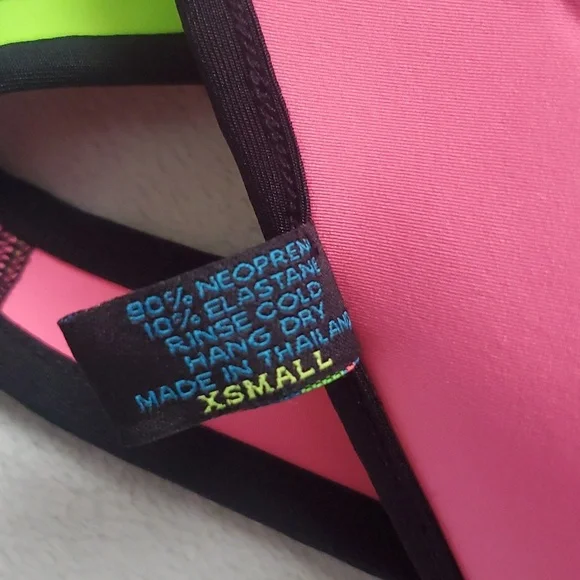 90% NEOPREN
10% ELASTANE
RINSE COLD
HANG DRY
MADE IN THAILAND
XSMALL